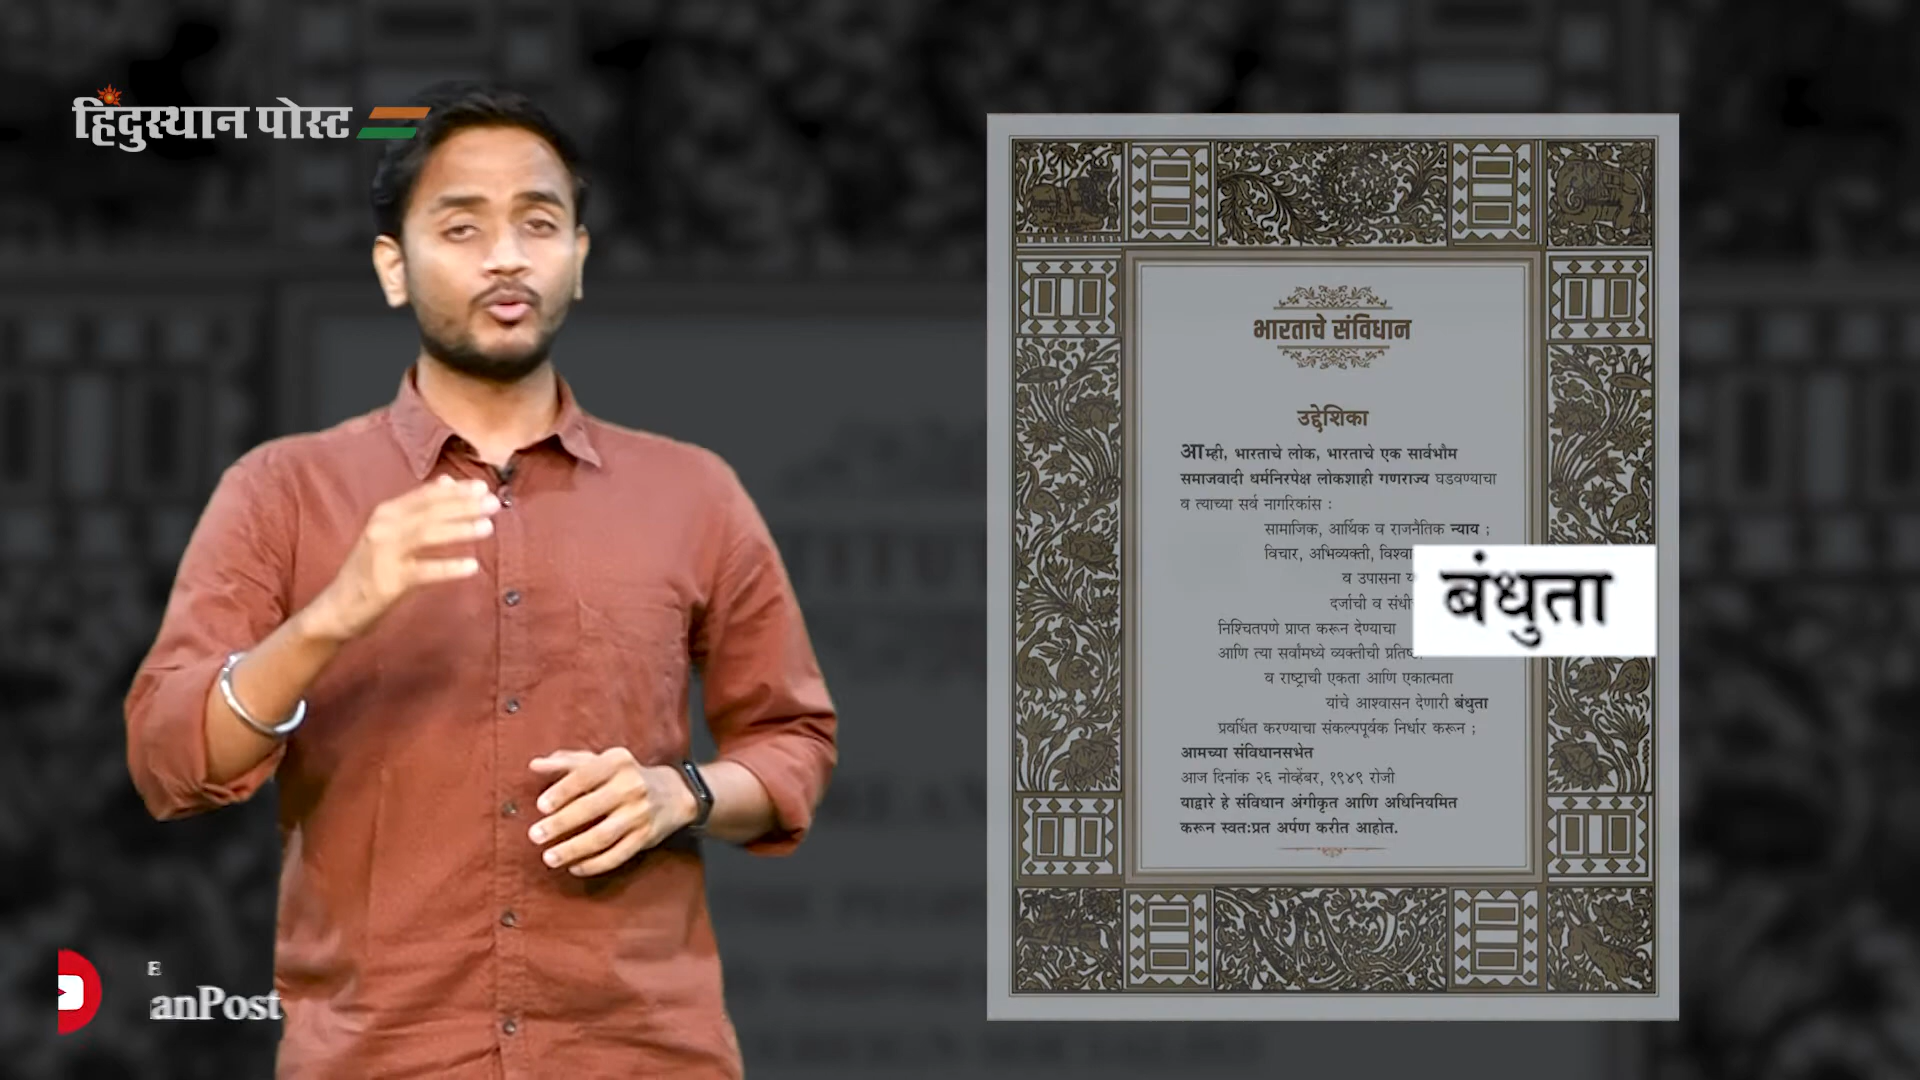 हिंदुस्थान पोस्ट
भारताचे संविधान
उद्देशिका
आम्ही, भारताचे लोक, भारताचे एक सार्वभौम
समाजवादी धर्मनिरपेक्ष लोकशाही गणराज्य घडवण्याचा
व त्याच्या सर्व नागरिकांस :
सामाजिक, आर्थिक व राजनैतिक न्याय ;
विचार, अभिव्यक्ती,
व उपासना
दर्जाची व
बंधुता
निश्चितपणे प्राप्त करून देण्याचा
आणि त्या सर्वांमध्ये व्यक्तीची
व राष्ट्राची एकता आणि एकात्मता
यांचे आश्वासन देणारी बंधुता
प्रवर्धित करण्याचा संकल्पपूर्वक निर्धार करून ;
आमच्या संविधानसभेत
आज दिनांक २६ नोव्हेंबर, १९४९ रोजी
याद्वारे हे संविधान अंगीकृत आणि अधिनियमित
करून स्वतःप्रत अर्पण करीत आहोत.
E
anPost